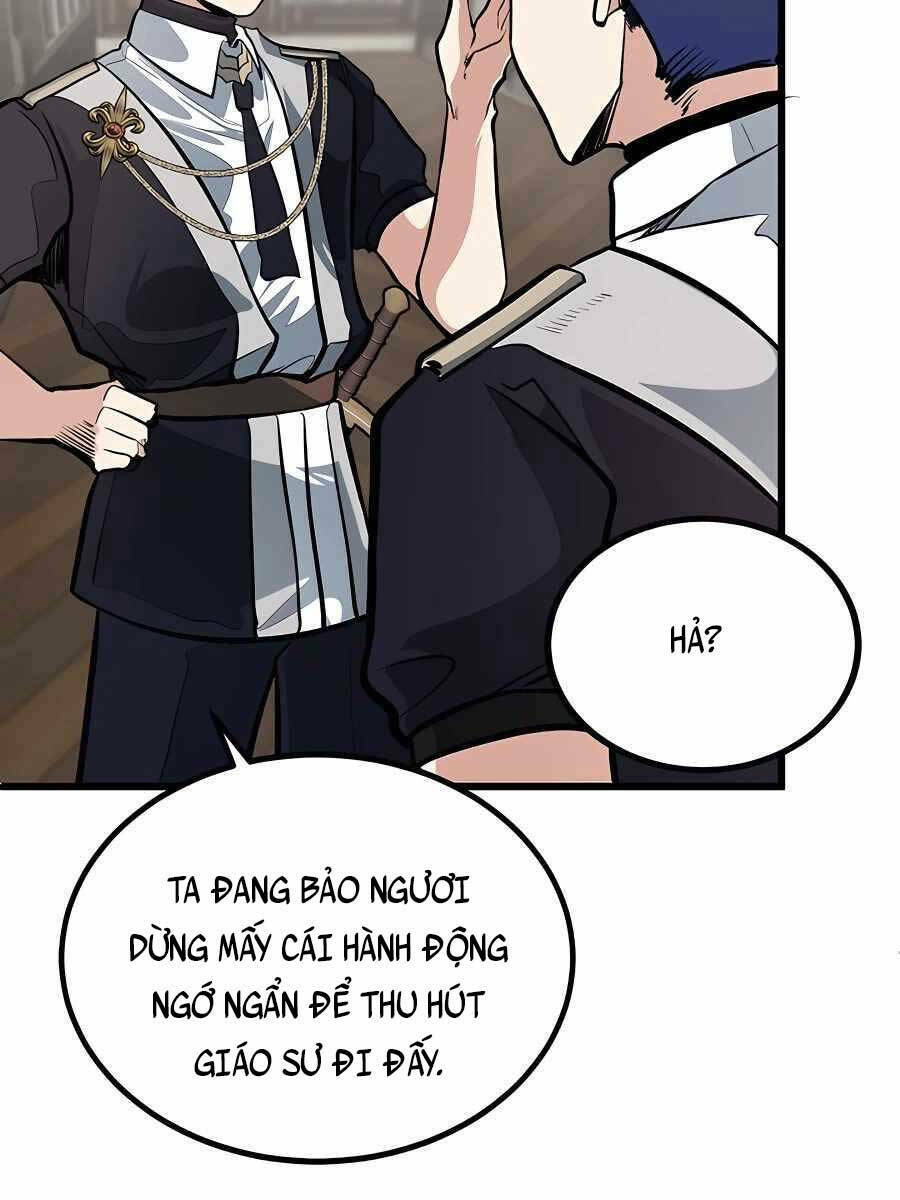 HẢ?
TA ĐANG BẢO NGƯƠI
DỪNG MẤY CÁI HÀNH ĐỘNG
NGỚ NGẨN ĐỂ THU HÚT
GIÁO SƯ ĐI ĐẤY.